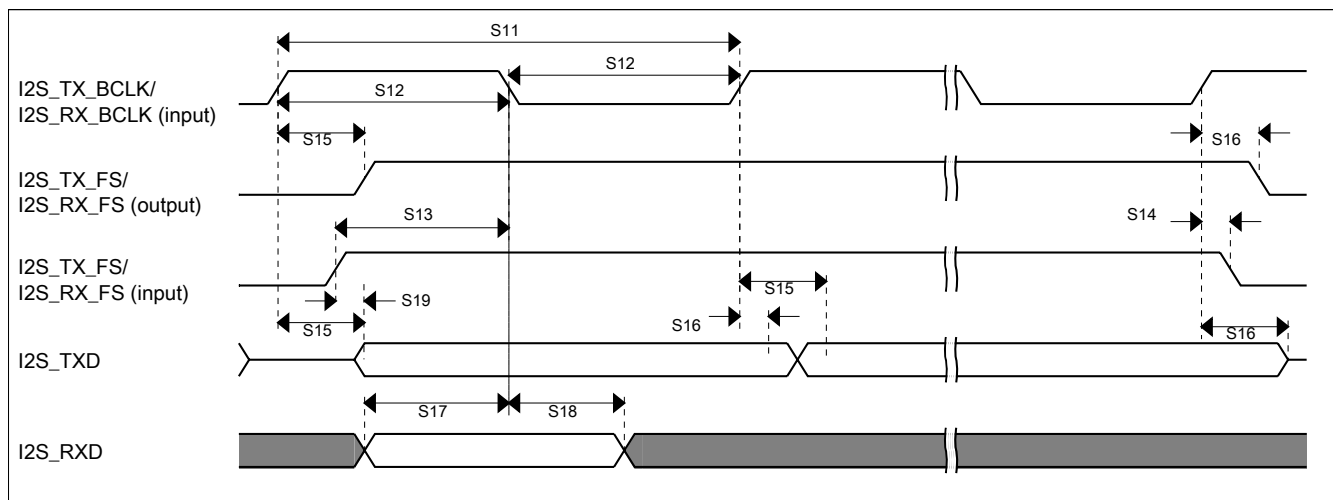 S11
S12
I2S_TX_BCLK/
I2S_RX_BCLK (input)
S12
S15
S16
I2S_TX_FS/
I2S_RX_FS (output)
S13
S14
I2S_TX_FS/
I2S_RX_FS (input)
S19
S15
S15
S16
S16
I2S_TXD
S17
S18
I2S_RXD